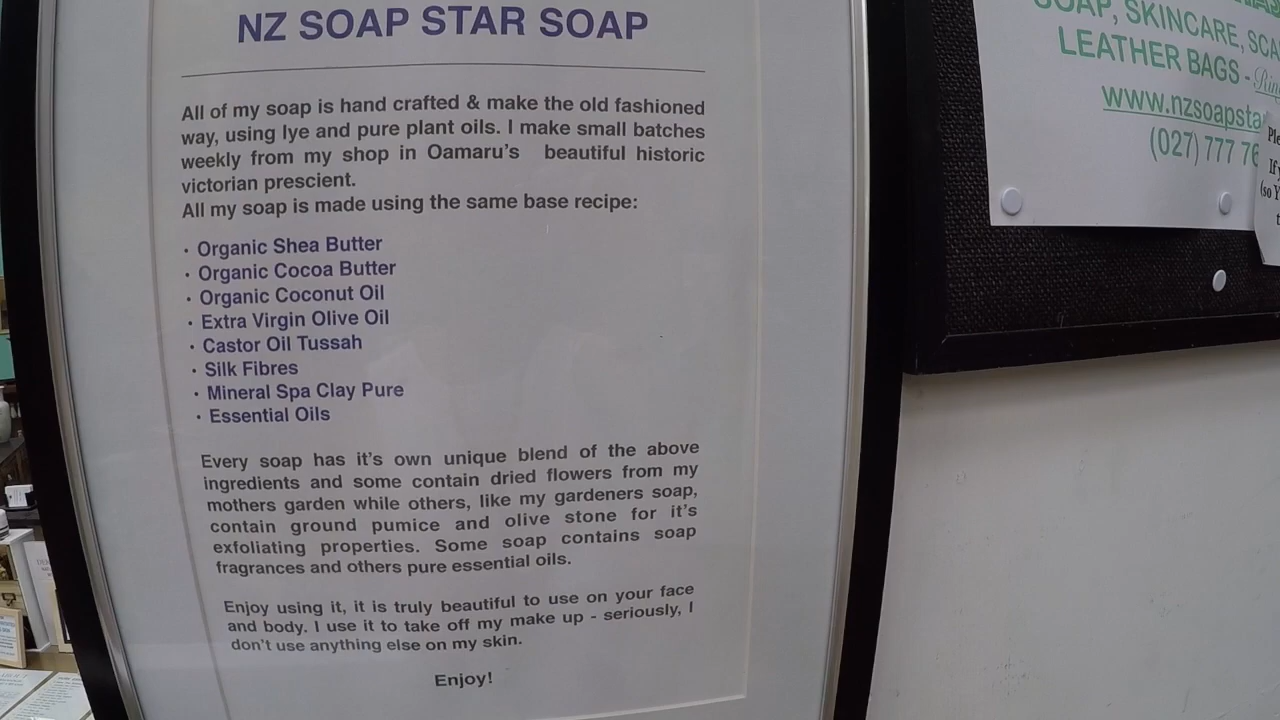 NZ SOAP STAR SOAP
All of my soap is hand crafted & make the old fashioned
way, using lye and pure plant oils. I make small batches
weekly from my shop in Oamaru's beautiful historic
victorian prescient.
All my soap is made using the same base recipe:
· Organic Shea Butter
· Organic Cocoa Butter
· Organic Coconut Oil
· Extra Virgin Olive Oil
· Castor Oil Tussah
· Silk Fibres
· Mineral Spa Clay Pure
· Essential Oils
Every soap has it's own unique blend of the above
ingredients and some contain dried flowers from my
mothers garden while others, like my gardeners soap,
contain ground pumice and olive stone for it's
exfoliating properties. Some soap contains soap
fragrances and others pure essential oils.
Enjoy using it, it is truly beautiful to use on your face
and body. I use it to take off my make up - seriously, I
don't use anything else on my skin.
Enjoy!
SOAP, SKINCARE,
LEATHER BAGS -
www.nzsoapsta
(027) 777 76